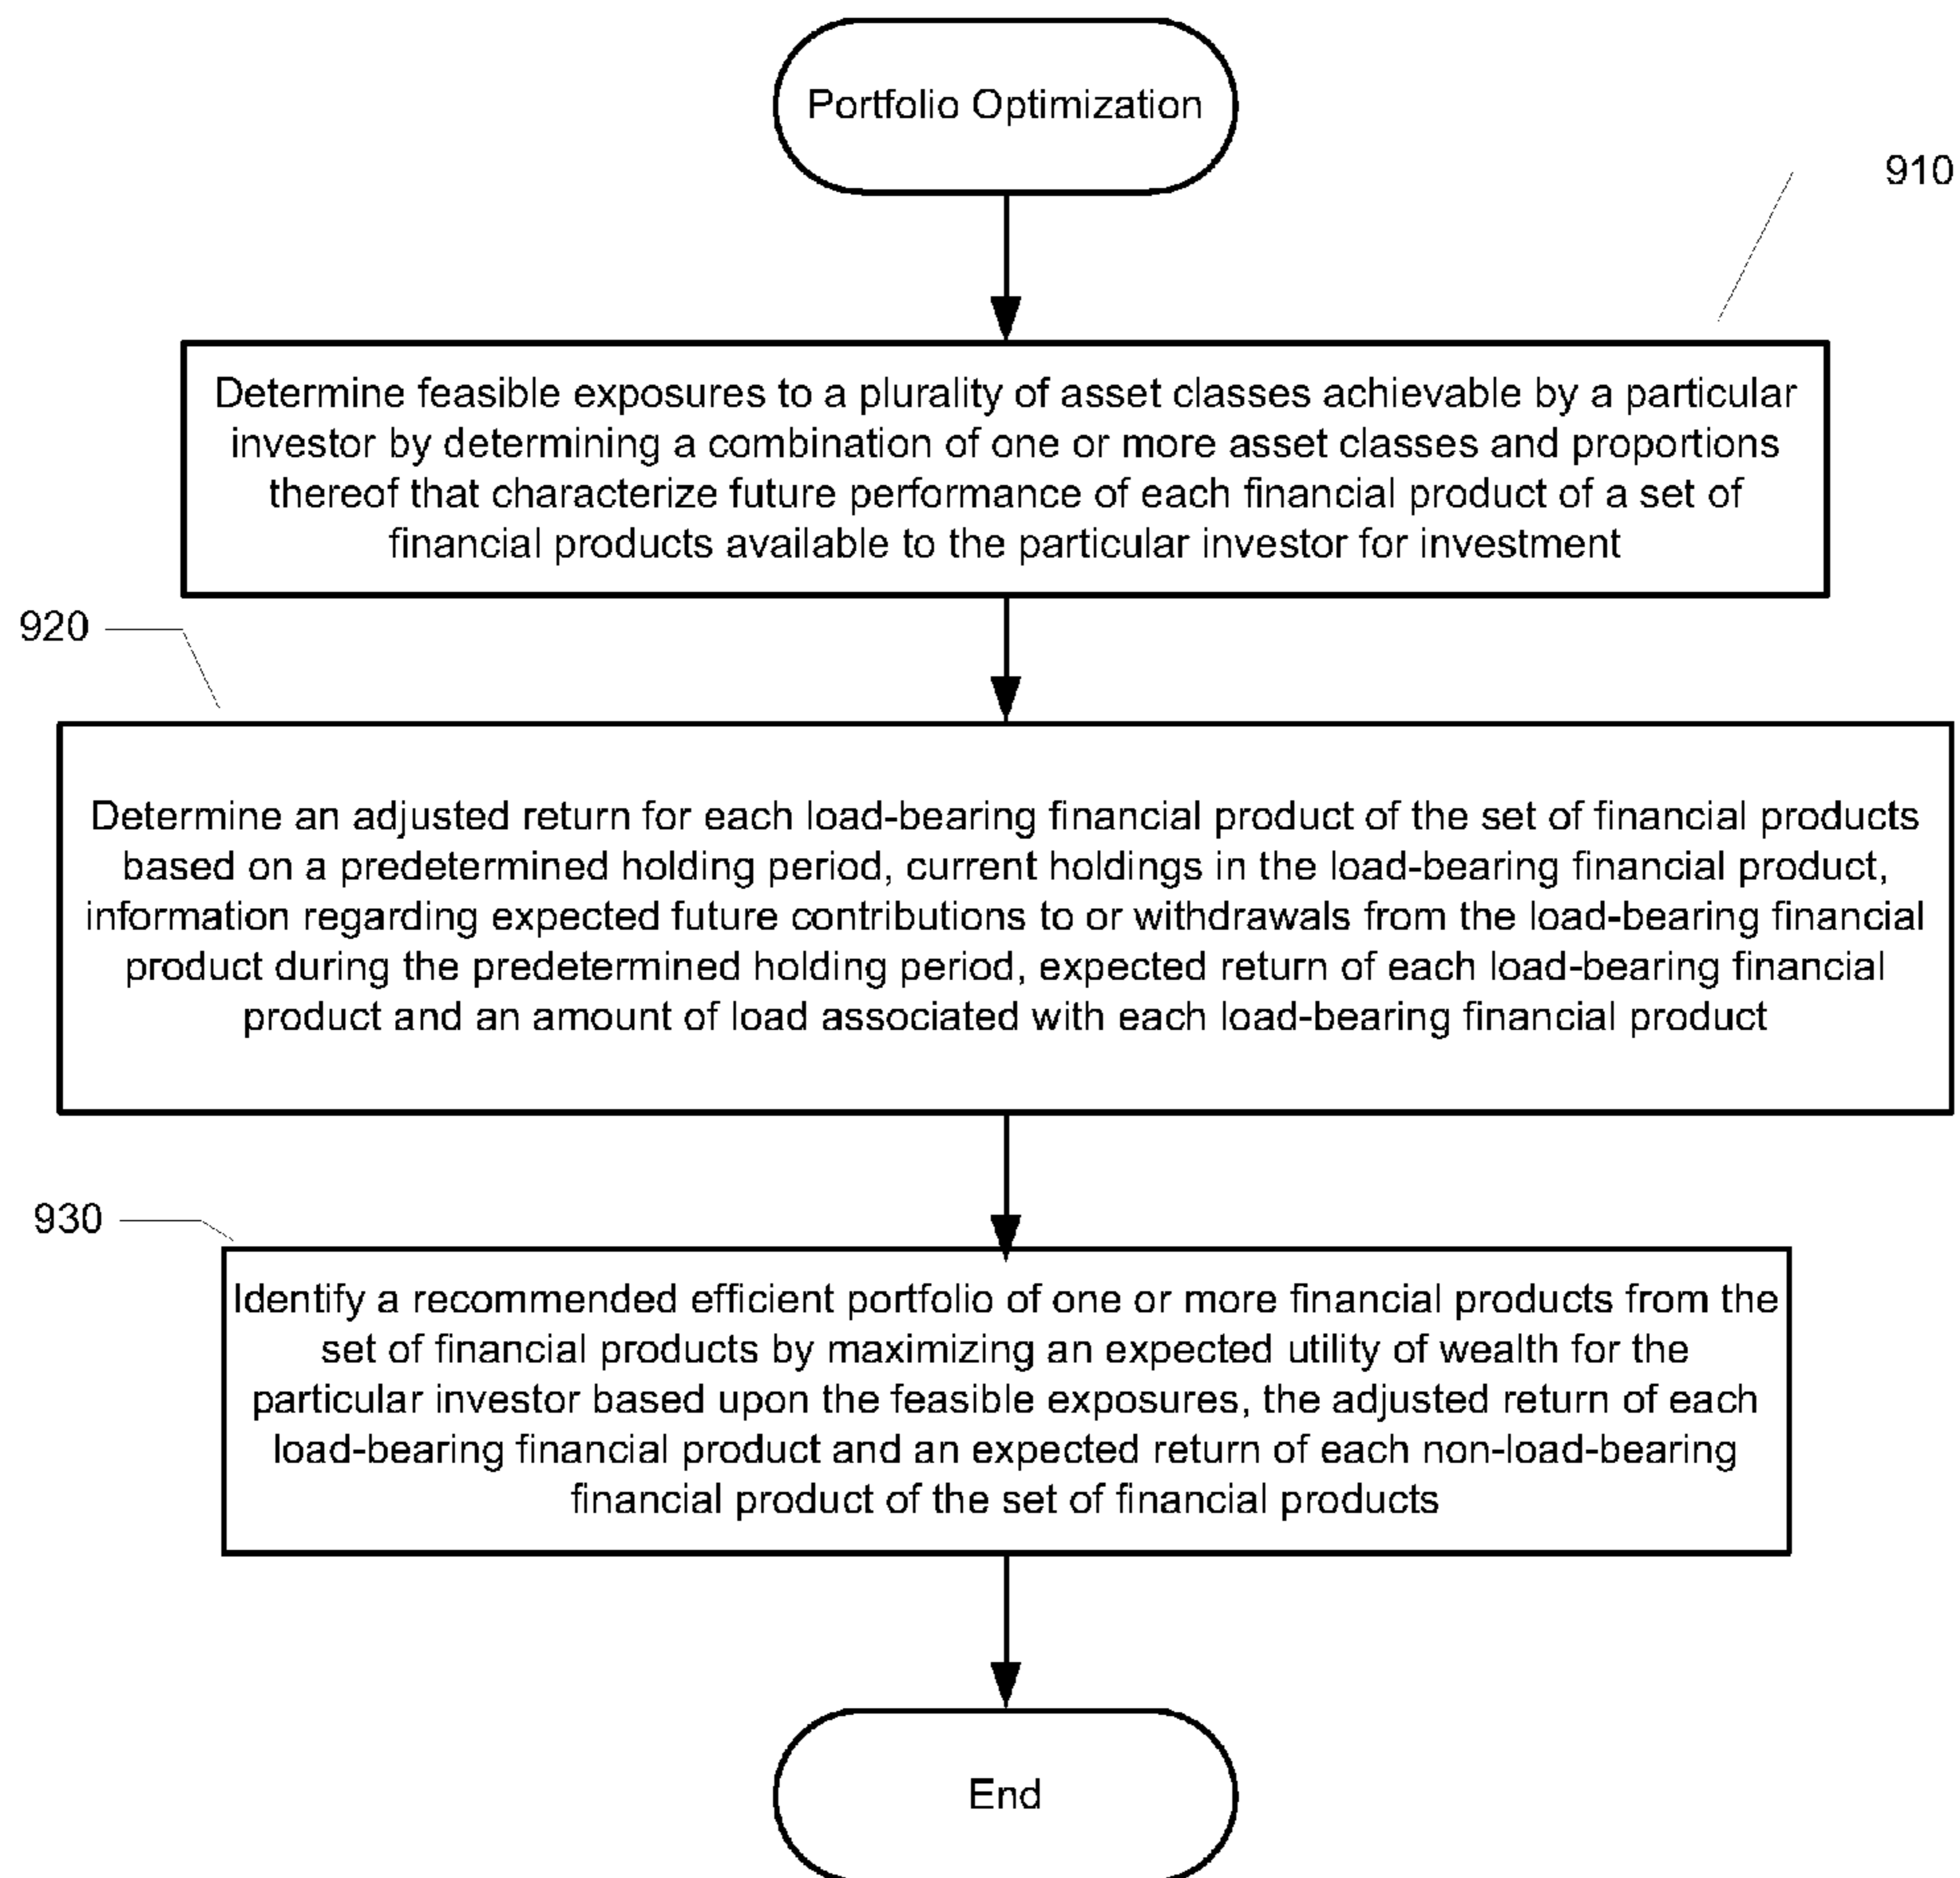 Portfolio Optimization
910
Determine feasible exposures to a plurality of asset classes achievable by a particular
investor by determining a combination of one or more asset classes and proportions
thereof that characterize future performance of each financial product of a set of
financial products available to the particular investor for investment
920
Determine an adjusted return for each load-bearing financial product of the set of financial products
based on a predetermined holding period, current holdings in the load-bearing financial product,
information regarding expected future contributions to or withdrawals from the load-bearing financial
product during the predetermined holding period, expected return of each load-bearing financial
product and an amount of load associated with each load-bearing financial product
930
Identify a recommended efficient portfolio of one or more financial products from the
set of financial products by maximizing an expected utility of wealth for the
particular investor based upon the feasible exposures, the adjusted return of each
load-bearing financial product and an expected return of each non-load-bearing
financial product of the set of financial products
End